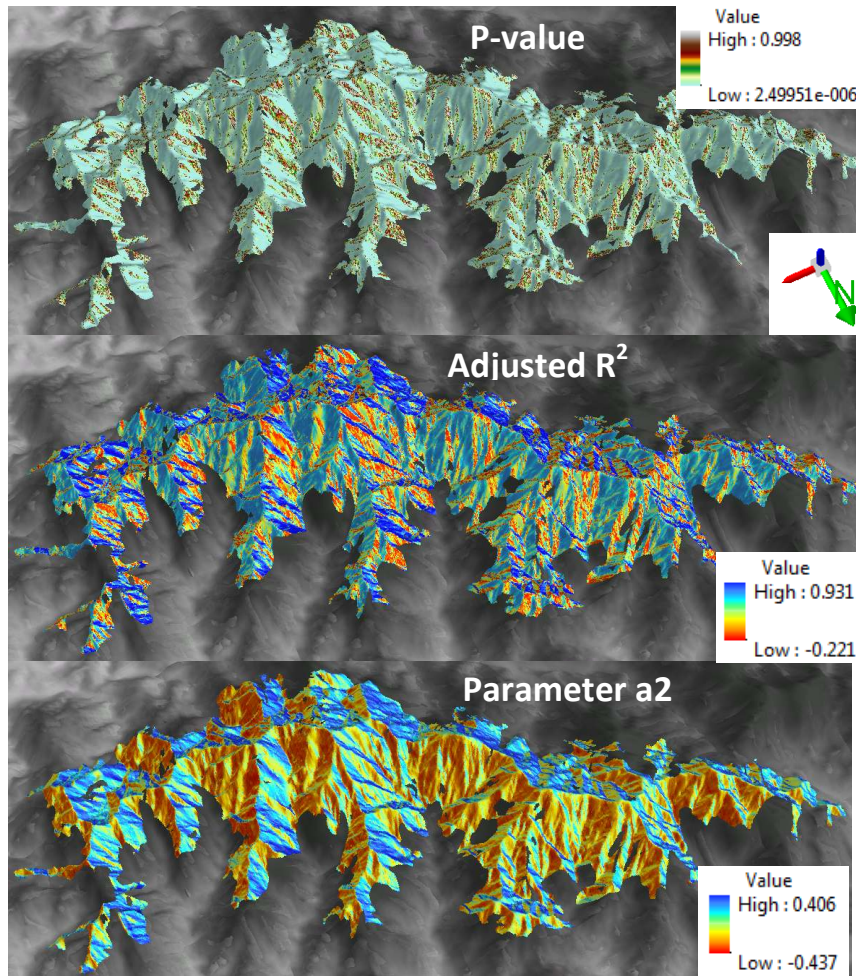 P-value
Value
High : 0.998
Low : 2.49951e-006
N
Adjusted R²
Value
High : 0.931
Low : -0.221
Parameter a2
Value
High : 0.406
Low : -0.437